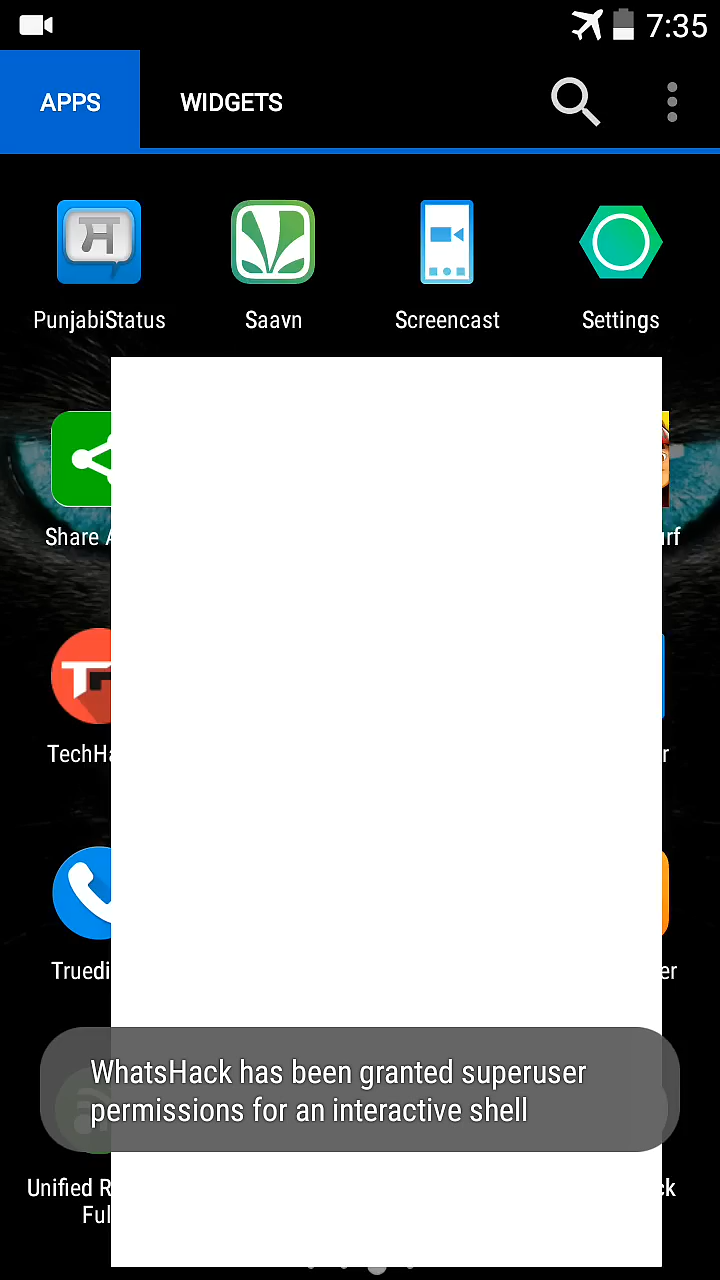 7:35
APPS
WIDGETS
PunjabiStatus
Saavn
Screencast
Settings
Share A
urf
TechHa
r
Truedi
er
WhatsHack has been granted superuser
permissions for an interactive shell
Unified R
ck
Ful